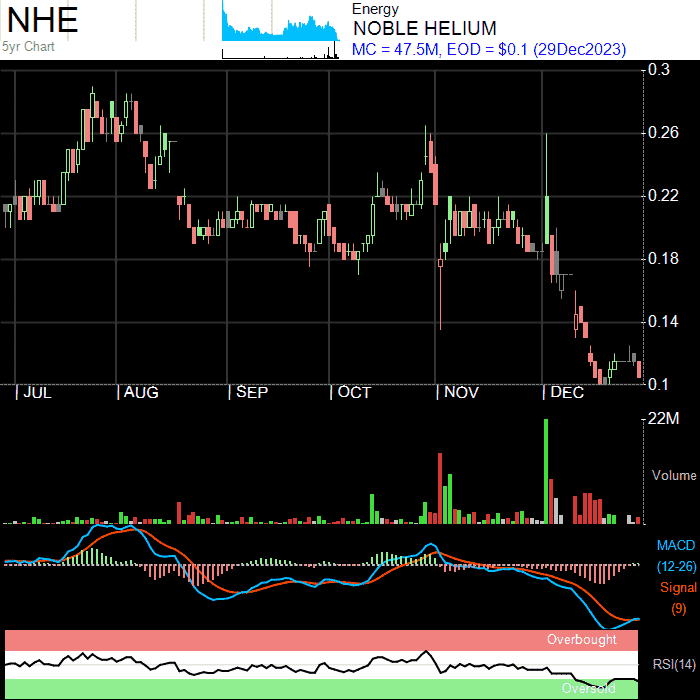 NHE
5yr Chart
Energy
NOBLE HELIUM
MC = 47.5M, EOD = $0.1 (29Dec2023)
0.3
0.26
0.22
0.18
0.14
0.1
| JUL | AUG | SEP | OCT | NOV | DEC
22M
Volume
MACD
(12-26)
Signal
(9)
Overbought
RSI(14)
Oversold